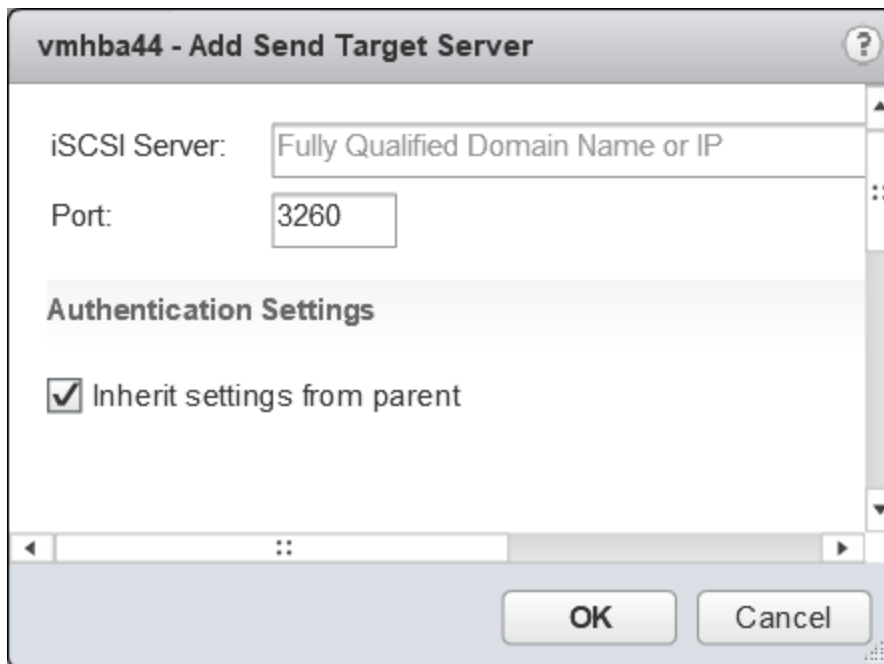 vmhba44 - Add Send Target Server
?
iSCSI Server: Fully Qualified Domain Name or IP
Port: 3260
Authentication Settings
Inherit settings from parent
OK Cancel